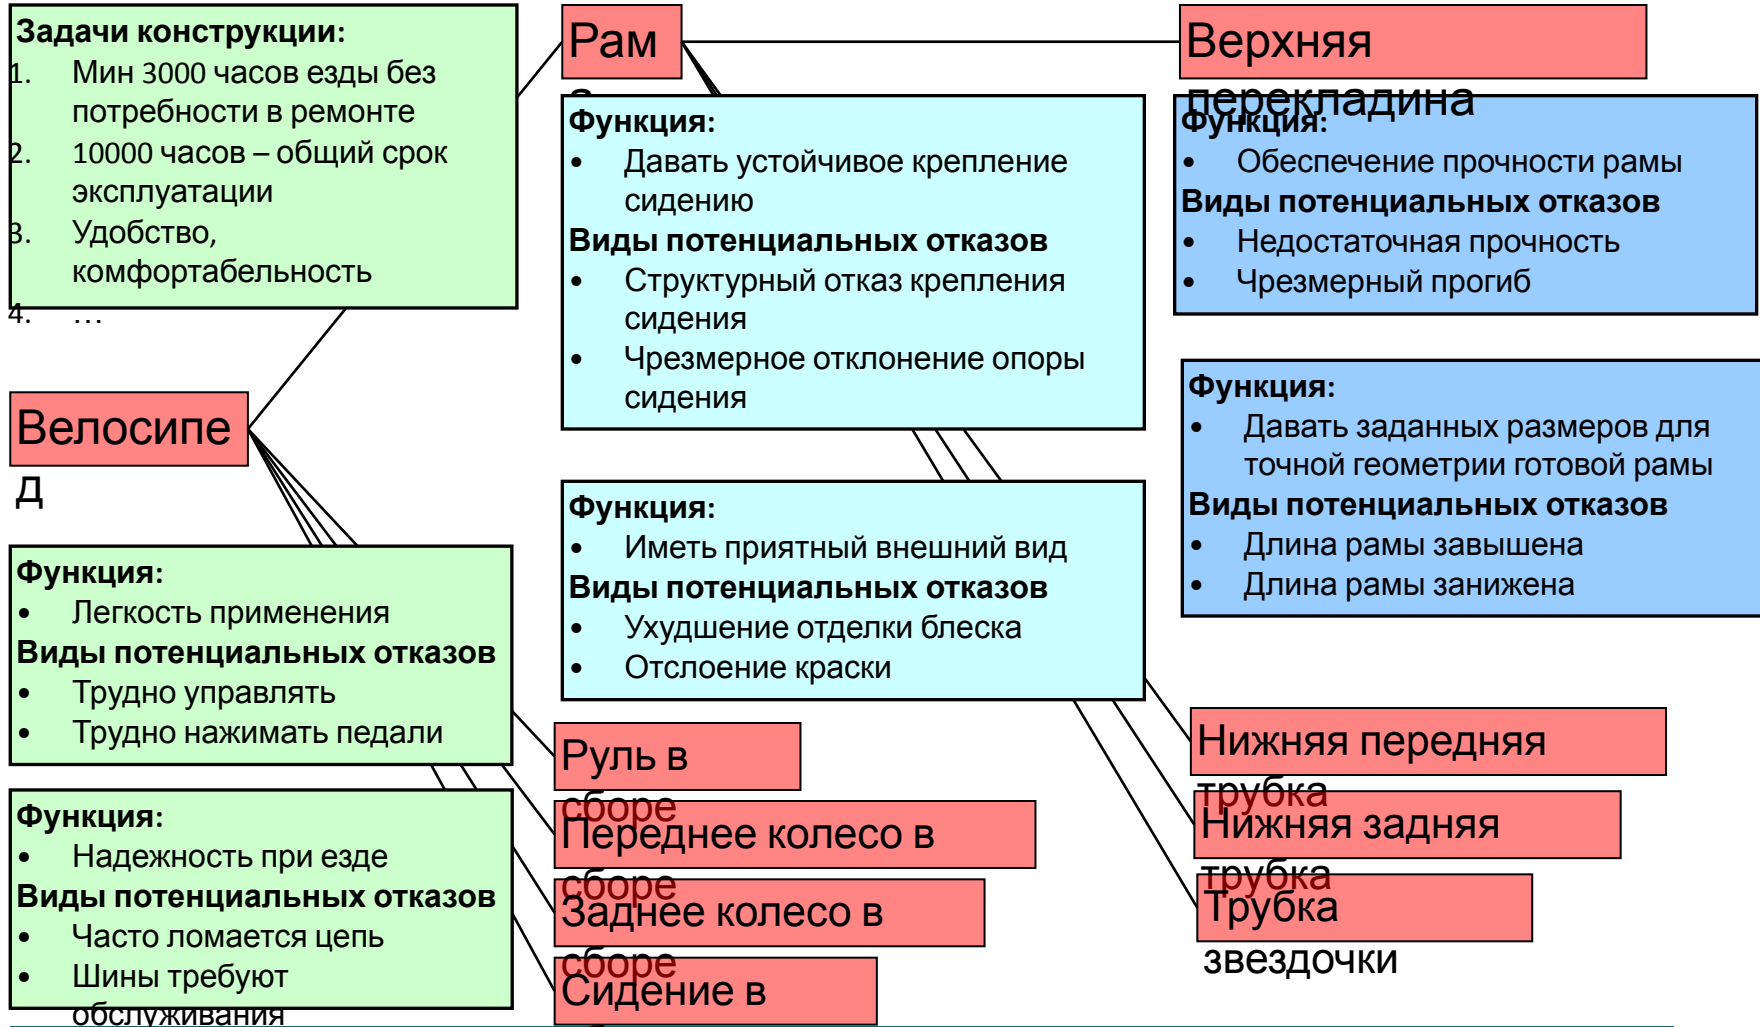 Задачи конструкции:
1. Мин 3000 часов езды без
потребности в ремонте
2. 10000 часов – общий срок
эксплуатации
3. Удобство,
комфортабельность
4. …
Велосипе
д
Функция:
• Легкость применения
Виды потенциальных отказов
• Трудно управлять
• Трудно нажимать педали
Функция:
• Надежность при езде
Виды потенциальных отказов
• Часто ломается цепь
• Шины требуют
обслуживания
Рам
Функция:
• Давать устойчивое крепление
сидению
Виды потенциальных отказов
• Структурный отказ крепления
сидения
• Чрезмерное отклонение опоры
сидения
Функция:
• Иметь приятный внешний вид
Виды потенциальных отказов
• Ухудшение отделки блеска
• Отслоение краски
Руль в
сборе
Переднее колесо в
сборе
Заднее колесо в
сборе
Сидение в
Верхняя
перекладина
Функция:
• Обеспечение прочности рамы
Виды потенциальных отказов
• Недостаточная прочность
• Чрезмерный прогиб
Функция:
• Давать заданных размеров для
точной геометрии готовой рамы
Виды потенциальных отказов
• Длина рамы завышена
• Длина рамы занижена
Нижняя передняя
трубка
Нижняя задняя
трубка
Трубка
звездочки